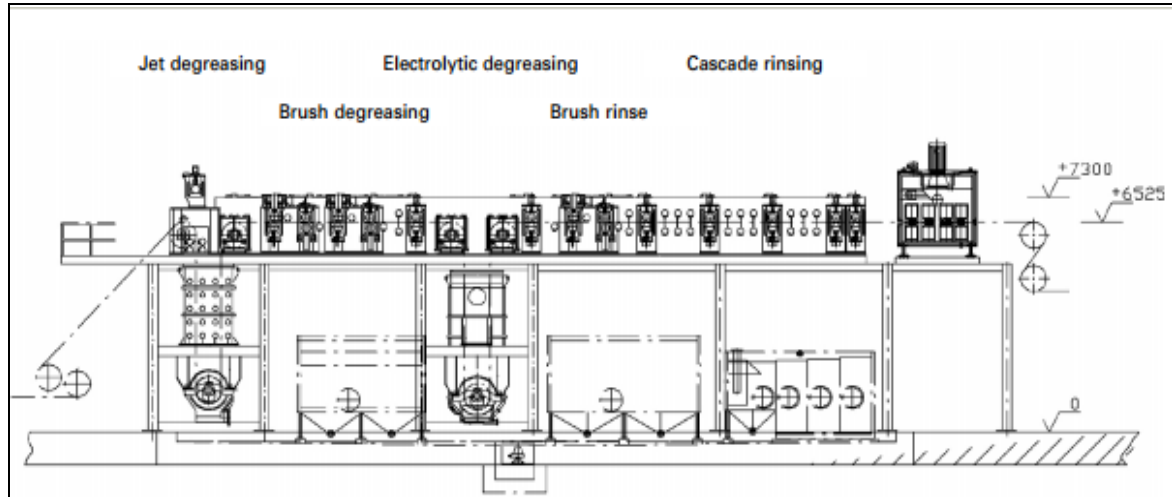 Jet degreasing Electrolytic degreasing Cascade rinsing
Brush degreasing Brush rinse
+7300
+6525
0